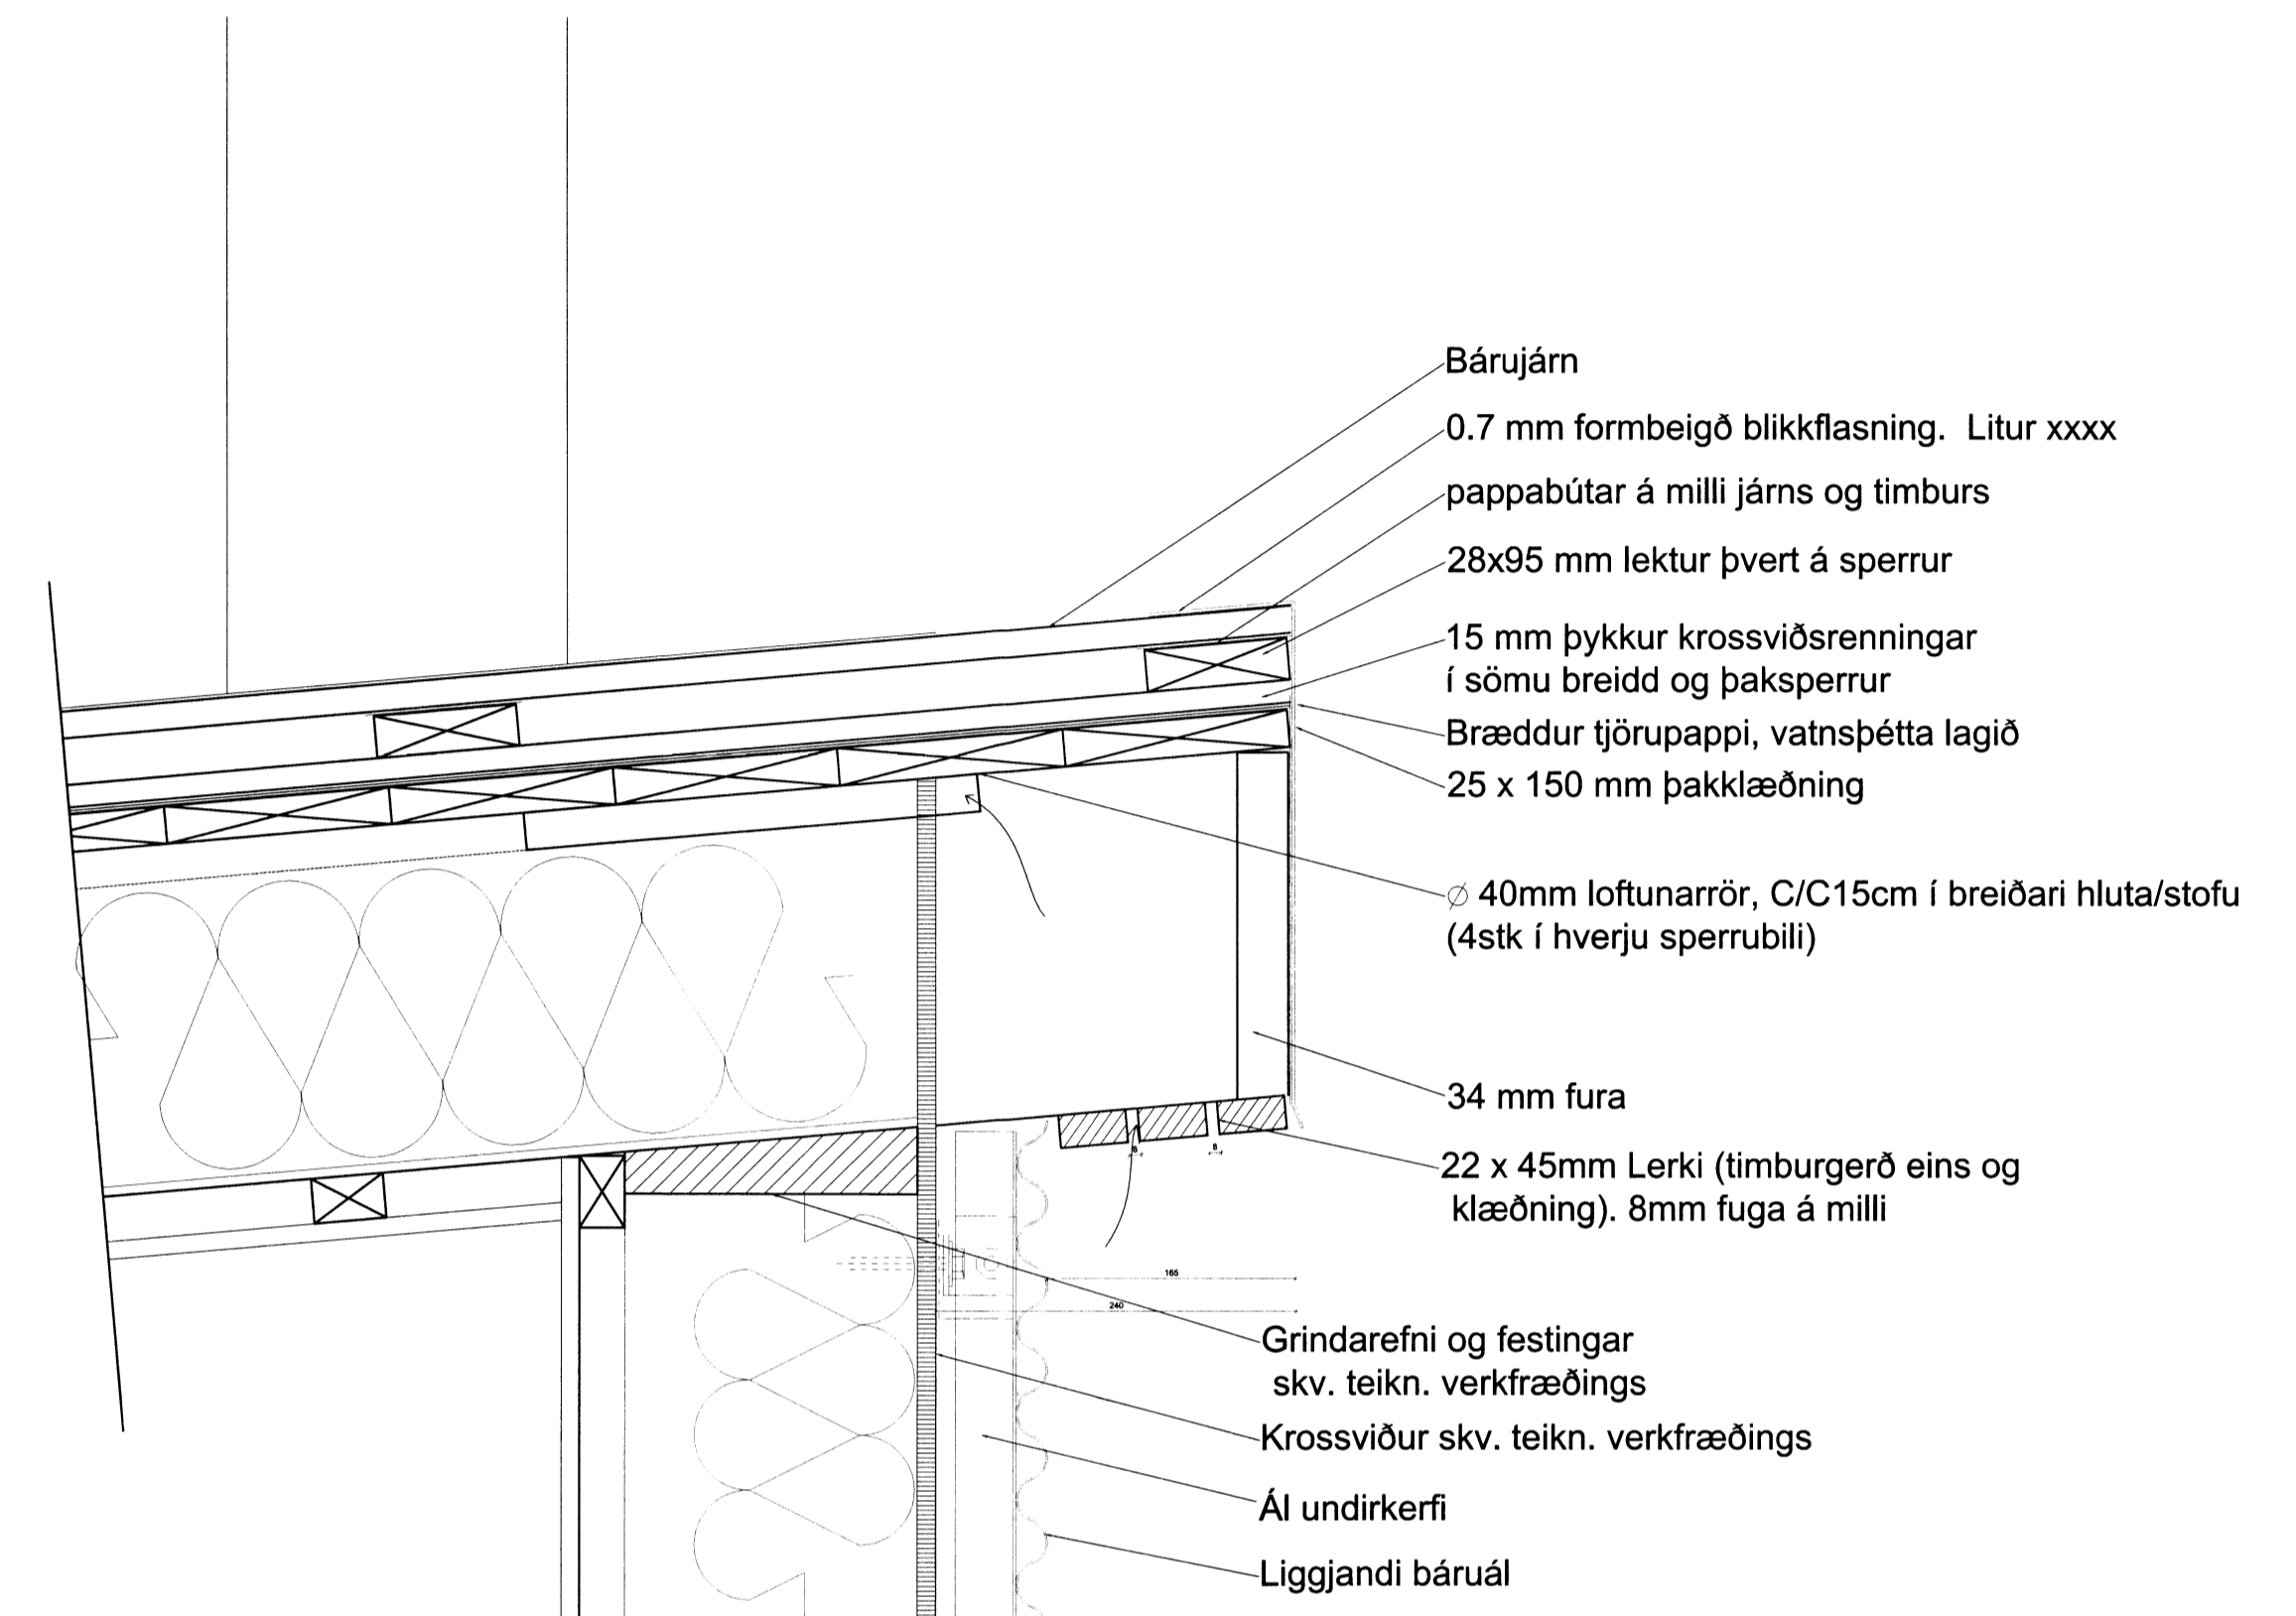 Bárujárn
0.7 mm formbeigð blikkflasning. Litur xxxx
pappabútar á milli járns og timburs
28x95 mm lektur þvert á sperrur
15 mm þykkur krossviðsrenningar
í sömu breidd og þaksperrur
Bræddur tjörupappi, vatnsþétta lagið
25 x 150 mm þakklæðning
⌀ 40mm loftunarrör, C/C15cm í breiðari hluta/stofu
(4stk í hverju sperrubili)
34 mm fura
8
8
22 x 45mm Lerki (timburgerð eins og
klæðning). 8mm fuga á milli
165
240
Grindarefni og festingar
skv. teikn. verkfræðings
Krossviður skv. teikn. verkfræðings
Ál undirkerfi
Liggjandi báruál